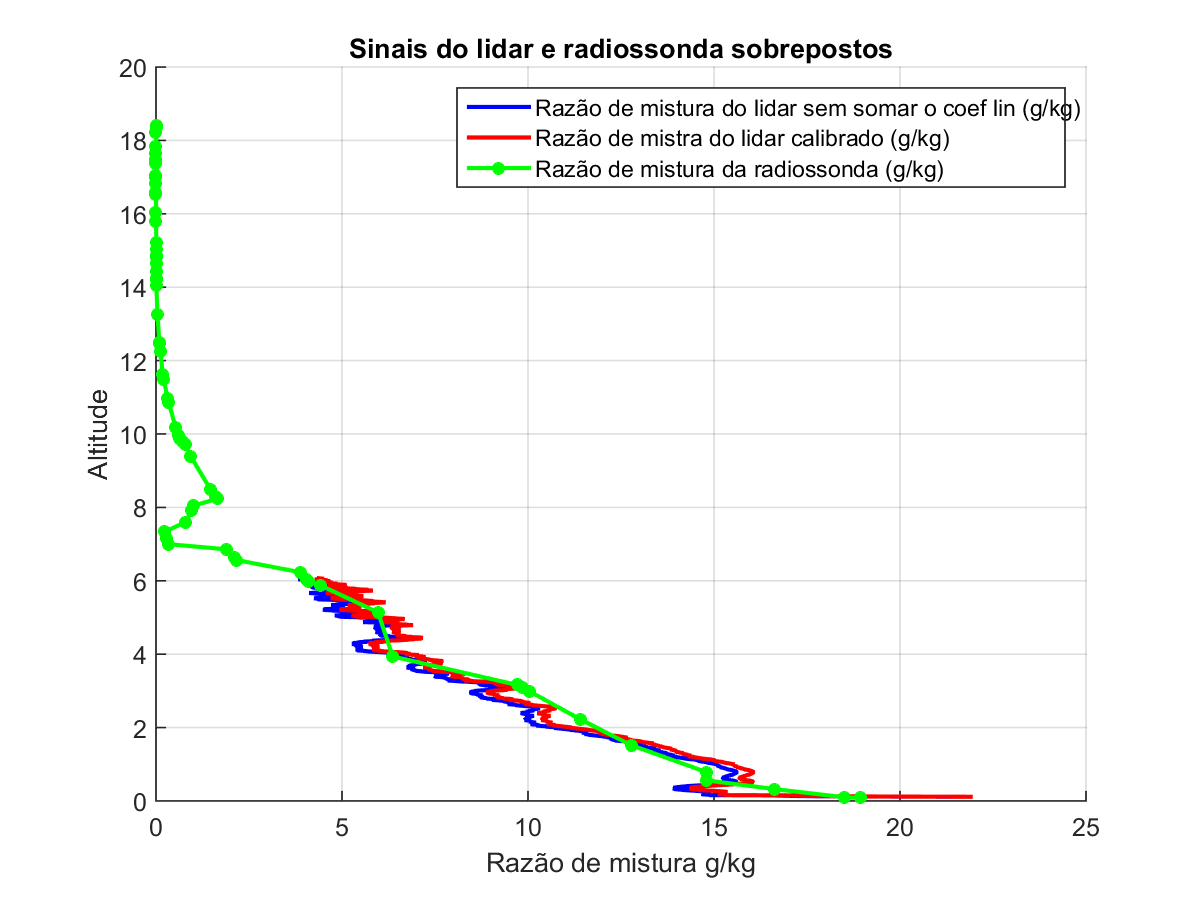 Sinais do lidar e radiossonda sobrepostos
20
18
16
14
12
10
8
6
4
2
0
Altitude
Razão de mistura do lidar sem somar o coef lin (g/kg)
Razão de mistra do lidar calibrado (g/kg)
Razão de mistura da radiossonda (g/kg)
0 5 10 15 20 25
Razão de mistura g/kg